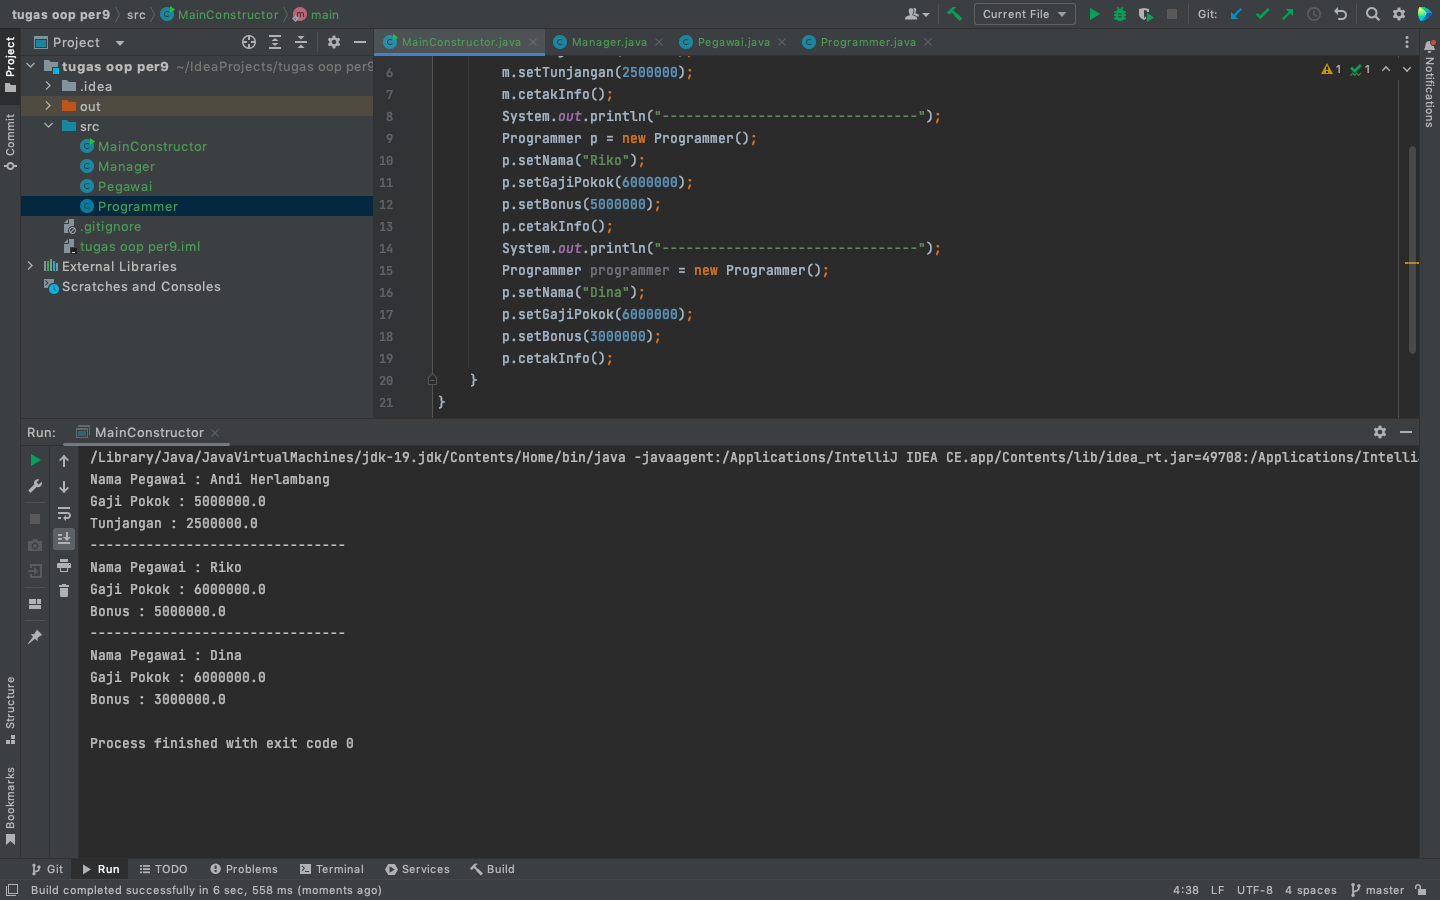 tugas oop per9 src MainConstructor main
Current File
Git:
Project
MainConstructor.java
Manager.java
Pegawai.java
Programmer.java
Project
Commit
Structure
Bookmarks
Notifications
tugas oop per9 ~/IdeaProjects/tugas oop per9
.idea
out
src
MainConstructor
Manager
Pegawai
Programmer
.gitignore
tugas oop per9.iml
External Libraries
Scratches and Consoles
1 1
6 m.setTunjangan(2500000);
7 m.cetakInfo();
8 System.out.println("--------------------------------");
9 Programmer p = new Programmer();
10 p.setNama("Riko");
11 p.setGajiPokok(6000000);
12 p.setBonus(5000000);
13 p.cetakInfo();
14 System.out.println("--------------------------------");
15 Programmer programmer = new Programmer();
16 p.setNama("Dina");
17 p.setGajiPokok(6000000);
18 p.setBonus(3000000);
19 p.cetakInfo();
20 }
21 }
Run: MainConstructor
/Library/Java/JavaVirtualMachines/jdk-19.jdk/Contents/Home/bin/java -javaagent:/Applications/IntelliJ IDEA CE.app/Contents/lib/idea_rt.jar=49708:/Applications/Intelli
Nama Pegawai : Andi Herlambang
Gaji Pokok : 5000000.0
Tunjangan : 2500000.0
--------------------------------
Nama Pegawai : Riko
Gaji Pokok : 6000000.0
Bonus : 5000000.0
--------------------------------
Nama Pegawai : Dina
Gaji Pokok : 6000000.0
Bonus : 3000000.0
Process finished with exit code 0
Git Run TODO Problems Terminal Services Build
Build completed successfully in 6 sec, 558 ms (moments ago)
4:38 LF UTF-8 4 spaces master